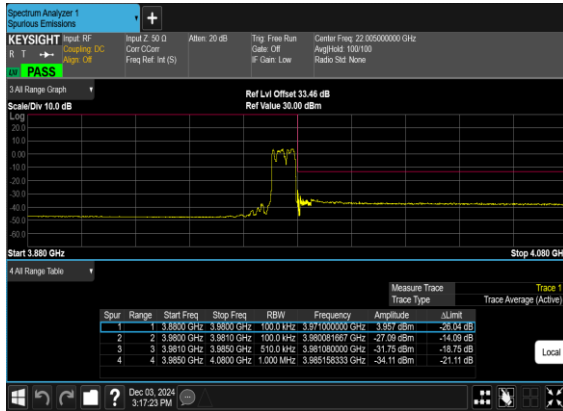 Spectrum Analyzer 1
Spurious Emissions
+
KEYSIGHT Input: RF Input Z: 50 Ω Atten: 20 dB Trig: Free Run Center Freq: 22.005000000 GHz
R T Coupling: DC Corr CCorr Gate: Off Avg|Hold: 100/100
Align: Off Freq Ref: Int (S) IF Gain: Low Radio Std: None
PASS
3 All Range Graph
Ref Lvl Offset 33.46 dB
Scale/Div 10.0 dB Ref Value 30.00 dBm
Log
20.0
10.0
0.00
-10.0
-20.0
-30.0
-40.0
-50.0
-60.0
Start 3.880 GHz Stop 4.080 GH
4 All Range Table
Measure Trace Trace 1
Trace Type Trace Average (Active)
Spur Range Start Freq Stop Freq RBW Frequency Amplitude ΔLimit
1 1 3.8800 GHz 3.9800 GHz 100.0 kHz 3.971000000 GHz 3.957 dBm -26.04 dB
2 2 3.9800 GHz 3.9810 GHz 100.0 kHz 3.980081667 GHz -27.09 dBm -14.09 dB
3 3 3.9810 GHz 3.9850 GHz 510.0 kHz 3.981080000 GHz -31.75 dBm -18.75 dB
4 4 3.9850 GHz 4.0800 GHz 1.000 MHz 3.985158333 GHz -34.11 dBm -21.11 dB
Local
? Dec 03, 2024
3:17:23 PM